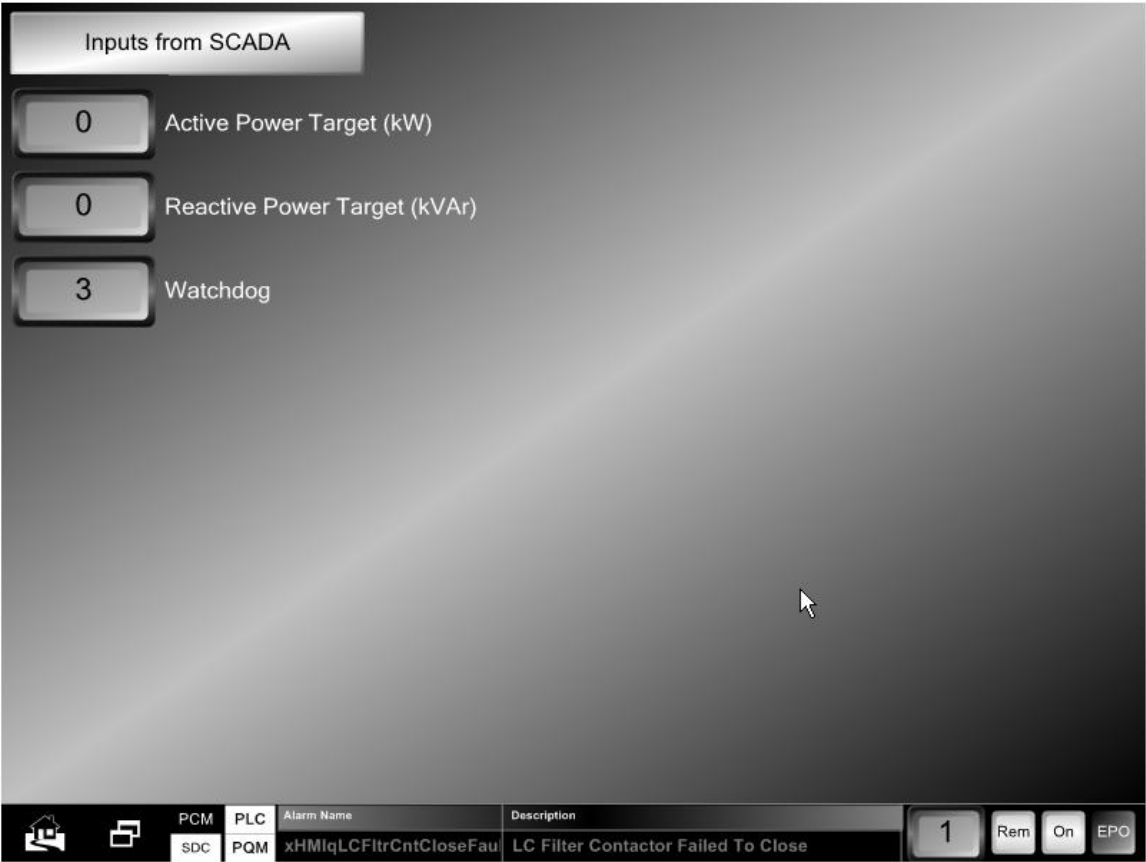 Inputs from SCADA
0 Active Power Target (kW)
0 Reactive Power Target (kVAr)
3 Watchdog
PCM PLC Alarm Name Description 1 Rem On EPO
SDC PQM xHMIqLCFltrCntCloseFau LC Filter Contactor Failed To Close